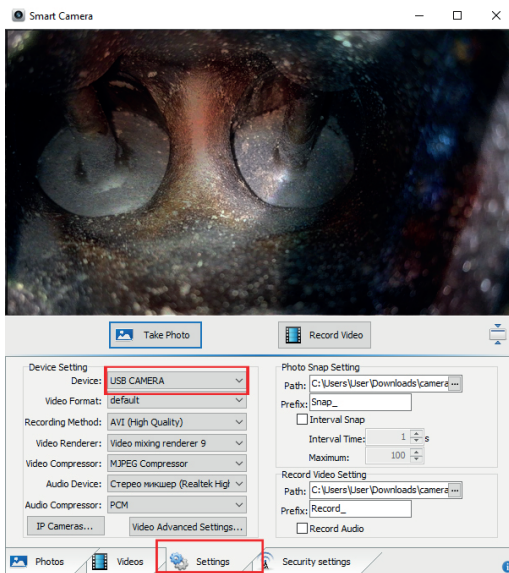 Smart Camera
Take Photo
Record Video
Device Setting
Device: USB CAMERA
Video Format: default
Recording Method: AVI (High Quality)
Video Renderer: Video mixing renderer 9
Video Compressor: MJPEG Compressor
Audio Device: Стерео микшер (Realtek High
Audio Compressor: PCM
IP Cameras...
Video Advanced Settings...
Photo Snap Setting
Path: C:\Users\User\Downloads\camera ...
Prefix: Snap_
Interval Snap
Interval Time: 1 s
Maximum: 100
Record Video Setting
Path: C:\Users\User\Downloads\camera ...
Prefix: Record_
Record Audio
Photos
Videos
Settings
Security settings